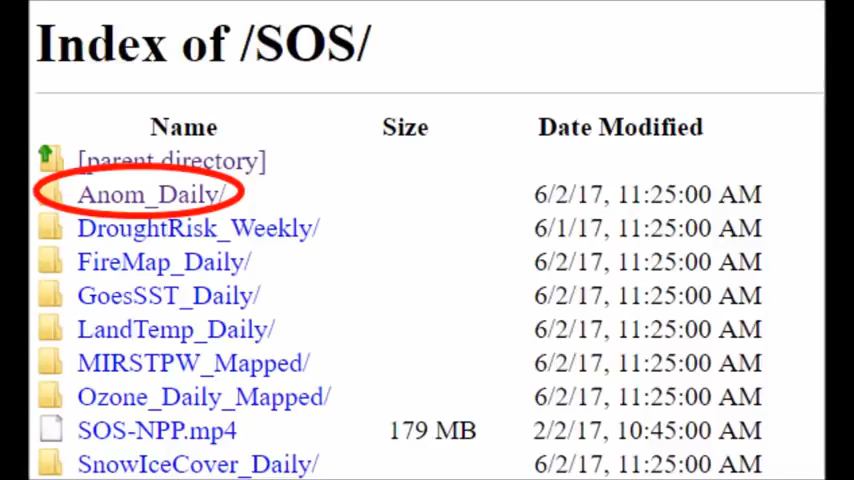 Index of /SOS/
Name Size Date Modified
[parent directory]
Anom_Daily/ 6/2/17, 11:25:00 AM
DroughtRisk_Weekly/ 6/1/17, 11:25:00 AM
FireMap_Daily/ 6/2/17, 11:25:00 AM
GoesSST_Daily/ 6/2/17, 11:25:00 AM
LandTemp_Daily/ 6/2/17, 11:25:00 AM
MIRSTPW_Mapped/ 6/2/17, 11:25:00 AM
Ozone_Daily_Mapped/ 6/2/17, 11:25:00 AM
SOS-NPP.mp4 179 MB 2/2/17, 10:45:00 AM
SnowIceCover_Daily/ 6/2/17, 11:25:00 AM